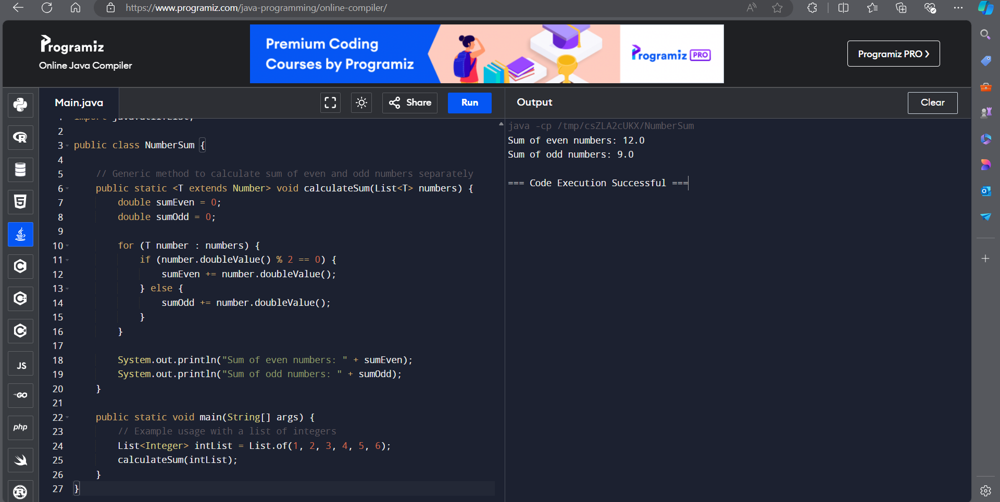 https://www.programiz.com/java-programming/online-compiler/
Programiz
Online Java Compiler
Premium Coding
Courses by Programiz
Programiz PRO
Programiz PRO ❯
Main.java
Share
Run
Output
Clear
1 import java.util.List;
2
3 public class NumberSum {
4
5     // Generic method to calculate sum of even and odd numbers separately
6     public static <T extends Number> void calculateSum(List<T> numbers) {
7         double sumEven = 0;
8         double sumOdd = 0;
9
10         for (T number : numbers) {
11             if (number.doubleValue() % 2 == 0) {
12                 sumEven += number.doubleValue();
13             } else {
14                 sumOdd += number.doubleValue();
15             }
16         }
17
18         System.out.println("Sum of even numbers: " + sumEven);
19         System.out.println("Sum of odd numbers: " + sumOdd);
20     }
21
22     public static void main(String[] args) {
23         // Example usage with a list of integers
24         List<Integer> intList = List.of(1, 2, 3, 4, 5, 6);
25         calculateSum(intList);
26     }
27 }
java -cp /tmp/csZLA2cUKX/NumberSum
Sum of even numbers: 12.0
Sum of odd numbers: 9.0
=== Code Execution Successful ===
R
5
C
C++
C#
JS
GO
php
R